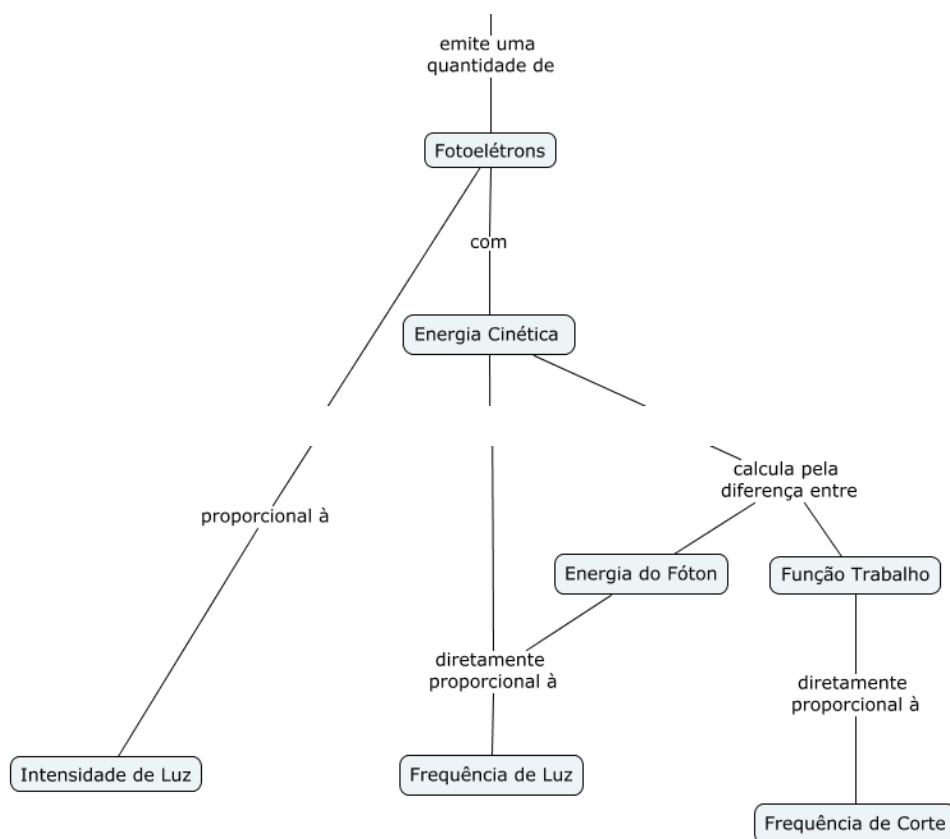 emite uma
quantidade de
Fotoelétrons
com
Energia Cinética
calcula pela
diferença entre
proporcional à
Energia do Fóton
Função Trabalho
diretamente
proporcional à
diretamente
proporcional à
Intensidade de Luz
Frequência de Luz
Frequência de Corte